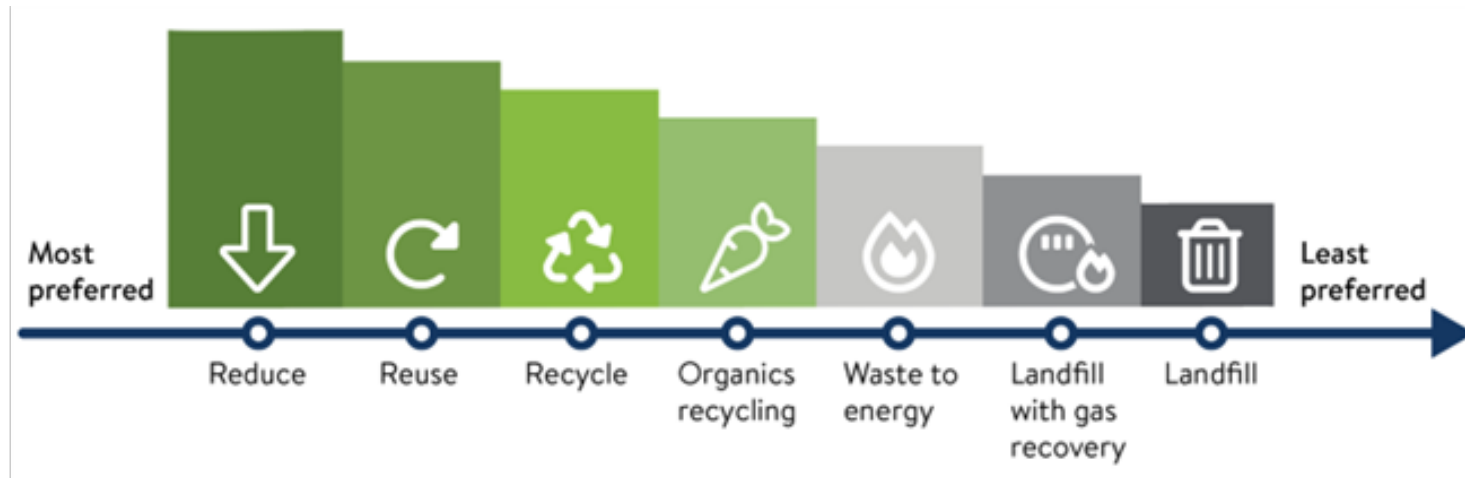 Most
preferred
Least
preferred
Reduce
Reuse
Recycle
Organics
recycling
Waste to
energy
Landfill
with gas
recovery
Landfill